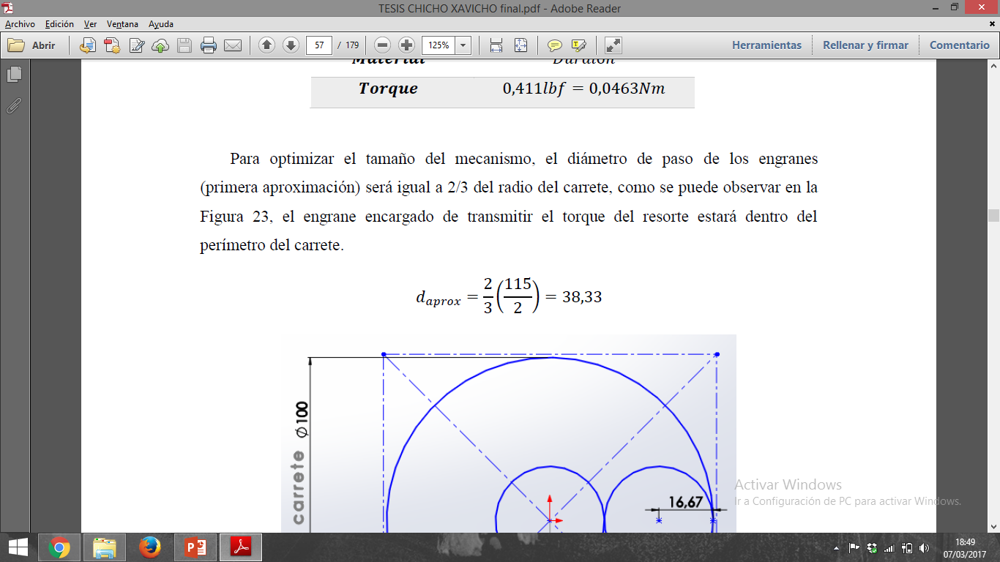 TESIS CHICHO XAVICHO final.pdf - Adobe Reader
Archivo Edición Ver Ventana Ayuda
Abrir 57 / 179 125% Herramientas Rellenar y firmar Comentario
Material Duralón
Torque 0,411lbf = 0,0463Nm
Para optimizar el tamaño del mecanismo, el diámetro de paso de los engranes
(primera aproximación) será igual a 2/3 del radio del carrete, como se puede observar en la
Figura 23, el engrane encargado de transmitir el torque del resorte estará dentro del
perímetro del carrete.
d_aprox = 2/3 (115/2) = 38,33
carrete Ø100
16,67
Activar Windows
Ir a Configuración de PC para activar Windows.
18:49
07/03/2017